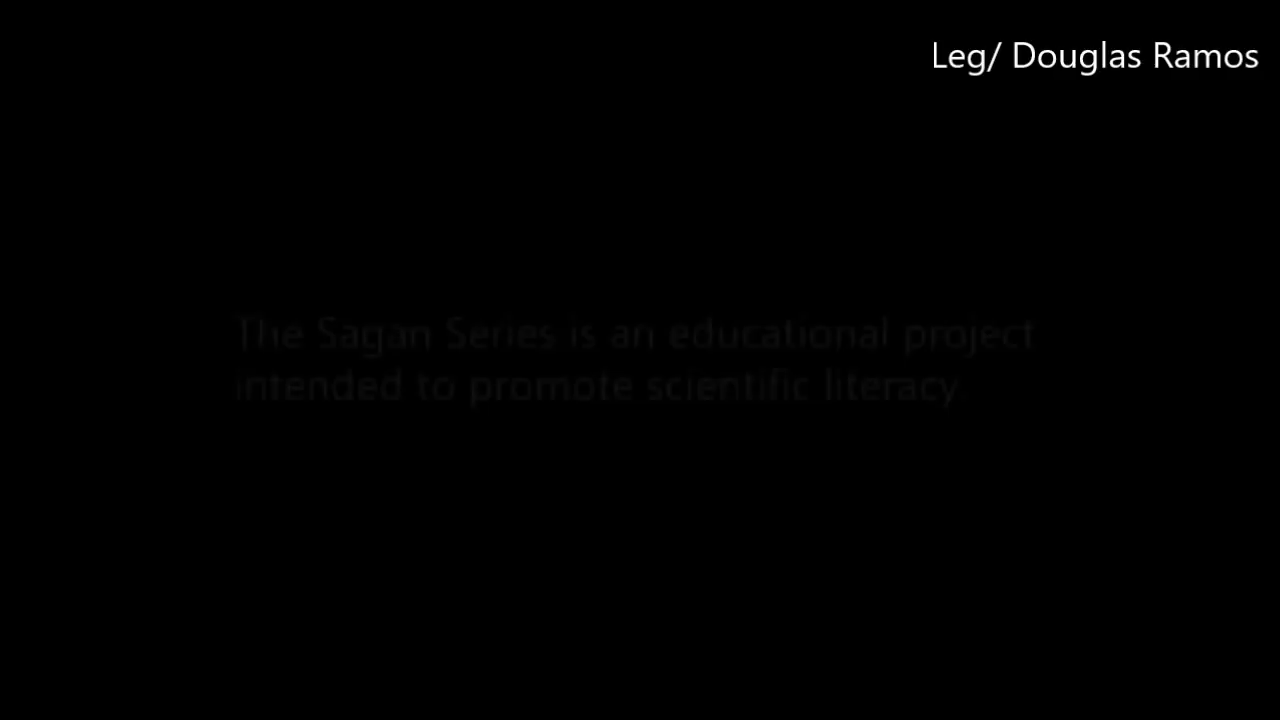 Leg/ Douglas Ramos
The Sagan Series is an educational project
intended to promote scientific literacy